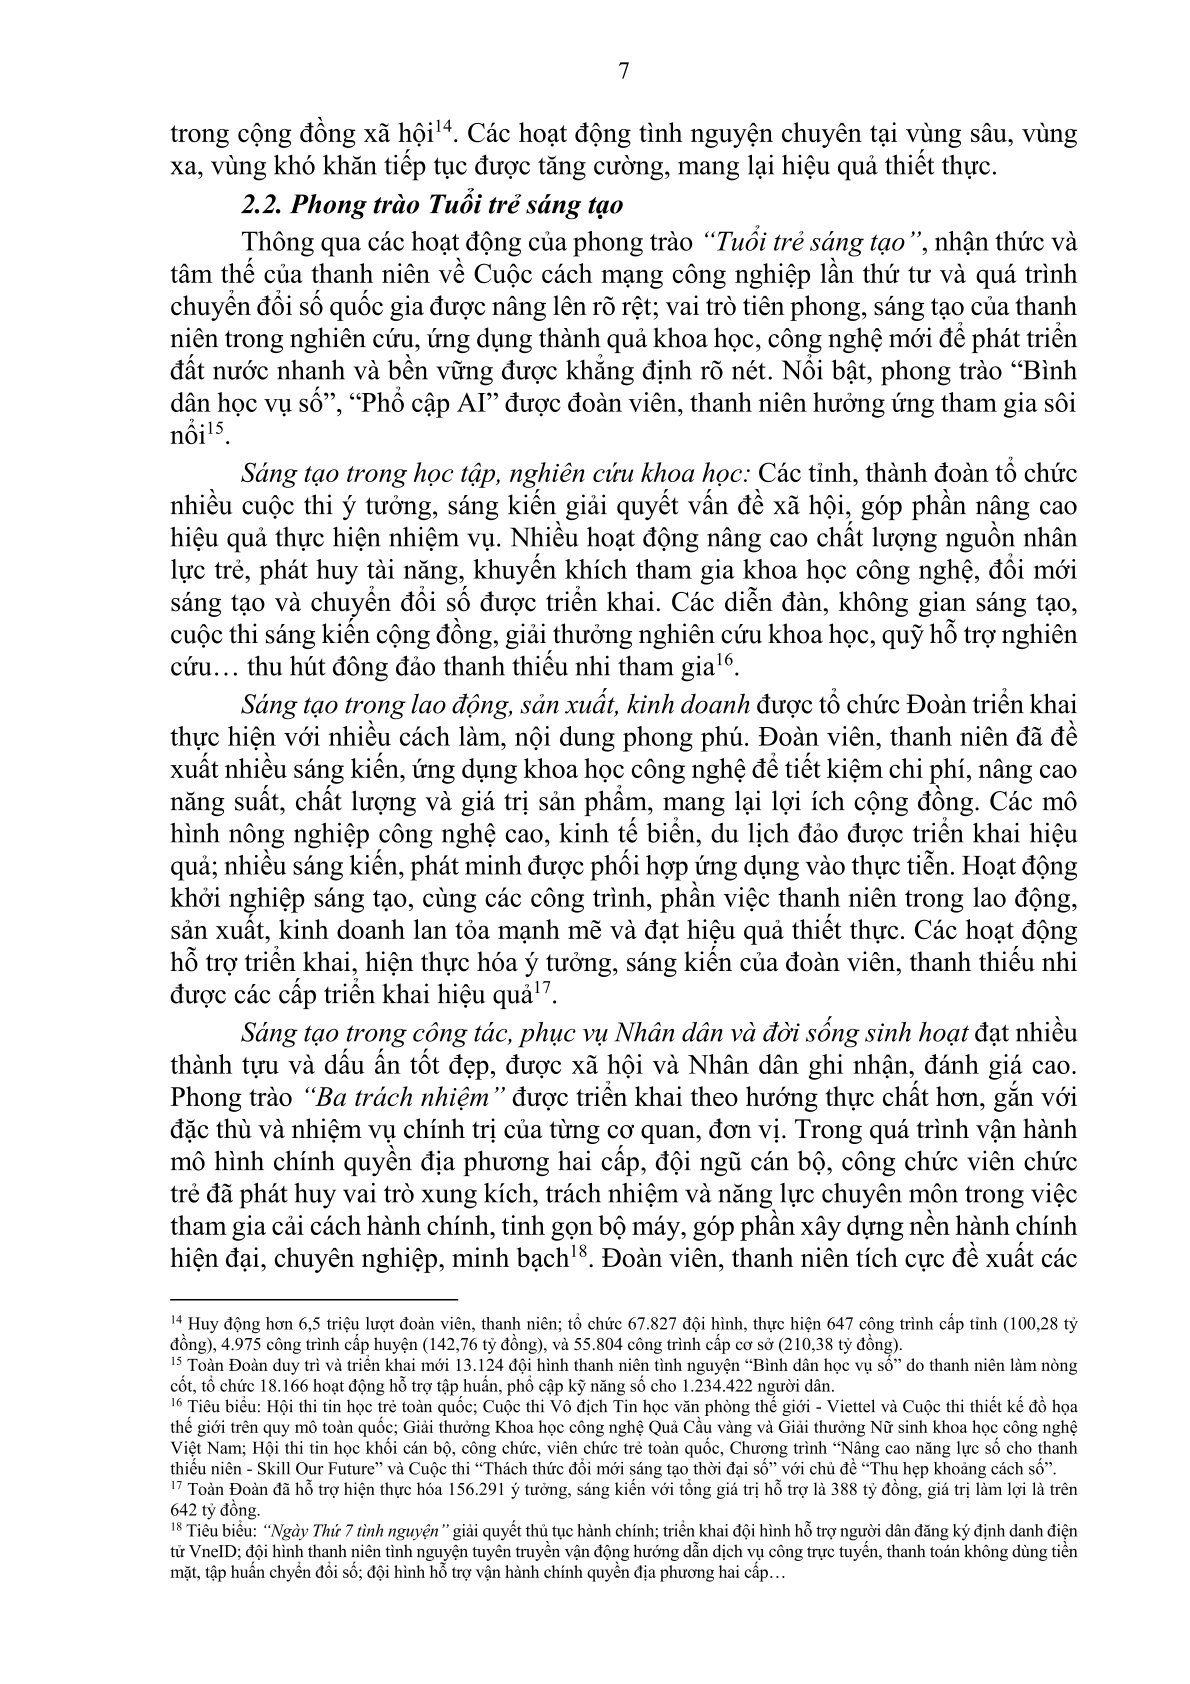 7
trong cộng đồng xã hội14. Các hoạt động tình nguyện chuyên tại vùng sâu, vùng
xa, vùng khó khăn tiếp tục được tăng cường, mang lại hiệu quả thiết thực.
2.2. Phong trào Tuổi trẻ sáng tạo
Thông qua các hoạt động của phong trào “Tuổi trẻ sáng tạo”, nhận thức và
tâm thế của thanh niên về Cuộc cách mạng công nghiệp lần thứ tư và quá trình
chuyển đổi số quốc gia được nâng lên rõ rệt; vai trò tiên phong, sáng tạo của thanh
niên trong nghiên cứu, ứng dụng thành quả khoa học, công nghệ mới để phát triển
đất nước nhanh và bền vững được khẳng định rõ nét. Nổi bật, phong trào “Bình
dân học vụ số”, “Phổ cập AI” được đoàn viên, thanh niên hưởng ứng tham gia sôi
nổi15.
Sáng tạo trong học tập, nghiên cứu khoa học: Các tỉnh, thành đoàn tổ chức
nhiều cuộc thi ý tưởng, sáng kiến giải quyết vấn đề xã hội, góp phần nâng cao
hiệu quả thực hiện nhiệm vụ. Nhiều hoạt động nâng cao chất lượng nguồn nhân
lực trẻ, phát huy tài năng, khuyến khích tham gia khoa học công nghệ, đổi mới
sáng tạo và chuyển đổi số được triển khai. Các diễn đàn, không gian sáng tạo,
cuộc thi sáng kiến cộng đồng, giải thưởng nghiên cứu khoa học, quỹ hỗ trợ nghiên
cứu… thu hút đông đảo thanh thiếu nhi tham gia16.
Sáng tạo trong lao động, sản xuất, kinh doanh được tổ chức Đoàn triển khai
thực hiện với nhiều cách làm, nội dung phong phú. Đoàn viên, thanh niên đã đề
xuất nhiều sáng kiến, ứng dụng khoa học công nghệ để tiết kiệm chi phí, nâng cao
năng suất, chất lượng và giá trị sản phẩm, mang lại lợi ích cộng đồng. Các mô
hình nông nghiệp công nghệ cao, kinh tế biển, du lịch đảo được triển khai hiệu
quả; nhiều sáng kiến, phát minh được phối hợp ứng dụng vào thực tiễn. Hoạt động
khởi nghiệp sáng tạo, cùng các công trình, phần việc thanh niên trong lao động,
sản xuất, kinh doanh lan tỏa mạnh mẽ và đạt hiệu quả thiết thực. Các hoạt động
hỗ trợ triển khai, hiện thực hóa ý tưởng, sáng kiến của đoàn viên, thanh thiếu nhi
được các cấp triển khai hiệu quả17.
Sáng tạo trong công tác, phục vụ Nhân dân và đời sống sinh hoạt đạt nhiều
thành tựu và dấu ấn tốt đẹp, được xã hội và Nhân dân ghi nhận, đánh giá cao.
Phong trào “Ba trách nhiệm” được triển khai theo hướng thực chất hơn, gắn với
đặc thù và nhiệm vụ chính trị của từng cơ quan, đơn vị. Trong quá trình vận hành
mô hình chính quyền địa phương hai cấp, đội ngũ cán bộ, công chức viên chức
trẻ đã phát huy vai trò xung kích, trách nhiệm và năng lực chuyên môn trong việc
tham gia cải cách hành chính, tinh gọn bộ máy, góp phần xây dựng nền hành chính
hiện đại, chuyên nghiệp, minh bạch18. Đoàn viên, thanh niên tích cực đề xuất các
14 Huy động hơn 6,5 triệu lượt đoàn viên, thanh niên; tổ chức 67.827 đội hình, thực hiện 647 công trình cấp tỉnh (100,28 tỷ
đồng), 4.975 công trình cấp huyện (142,76 tỷ đồng), và 55.804 công trình cấp cơ sở (210,38 tỷ đồng).
15 Toàn Đoàn duy trì và triển khai mới 13.124 đội hình thanh niên tình nguyện “Bình dân học vụ số” do thanh niên làm nòng
cốt, tổ chức 18.166 hoạt động hỗ trợ tập huấn, phổ cập kỹ năng số cho 1.234.422 người dân.
16 Tiêu biểu: Hội thi tin học trẻ toàn quốc; Cuộc thi Vô địch Tin học văn phòng thế giới - Viettel và Cuộc thi thiết kế đồ họa
thế giới trên quy mô toàn quốc; Giải thưởng Khoa học công nghệ Quả Cầu vàng và Giải thưởng Nữ sinh khoa học công nghệ
Việt Nam; Hội thi tin học khối cán bộ, công chức, viên chức trẻ toàn quốc, Chương trình “Nâng cao năng lực số cho thanh
thiếu niên - Skill Our Future” và Cuộc thi “Thách thức đổi mới sáng tạo thời đại số” với chủ đề “Thu hẹp khoảng cách số”.
17 Toàn Đoàn đã hỗ trợ hiện thực hóa 156.291 ý tưởng, sáng kiến với tổng giá trị hỗ trợ là 388 tỷ đồng, giá trị làm lợi là trên
642 tỷ đồng.
18 Tiêu biểu: “Ngày Thứ 7 tình nguyện” giải quyết thủ tục hành chính; triển khai đội hình hỗ trợ người dân đăng ký định danh điện
tử VneID; đội hình thanh niên tình nguyện tuyên truyền vận động hướng dẫn dịch vụ công trực tuyến, thanh toán không dùng tiền
mặt, tập huấn chyển đổi số; đội hình hỗ trợ vận hành chính quyền địa phương hai cấp…